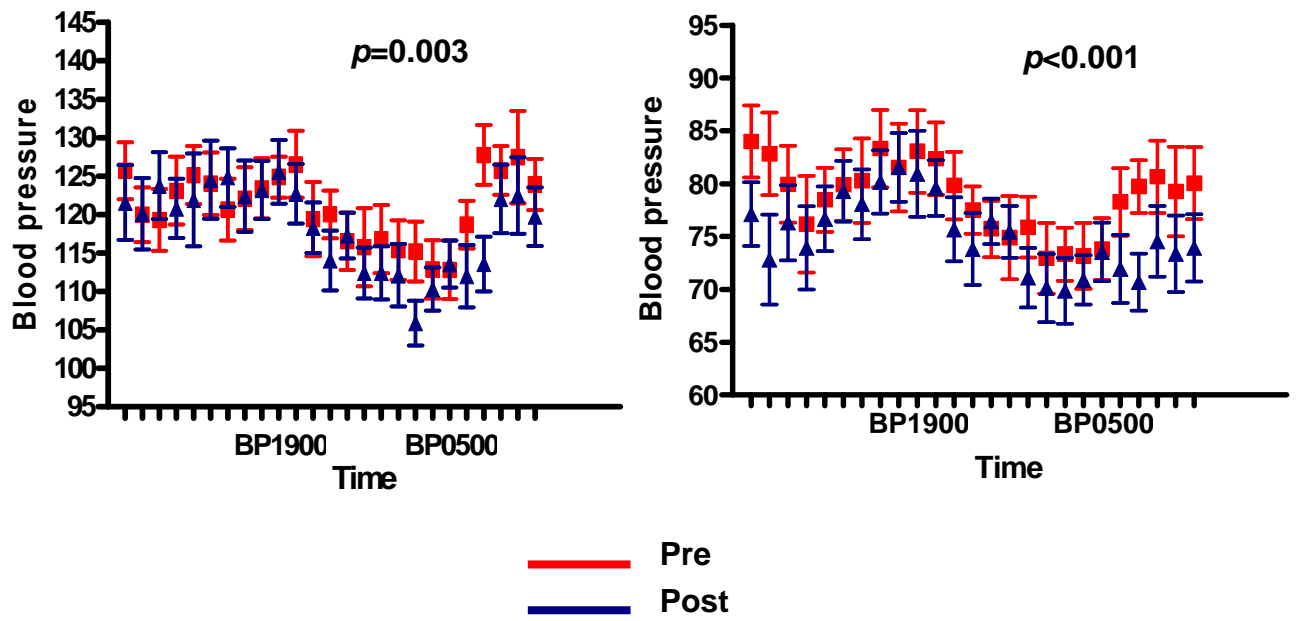 145
140
135
130
125
120
115
110
105
100
95
Blood pressure
p=0.003
BP1900 BP0500
Time
95
90
85
80
75
70
65
60
Blood pressure
p<0.001
BP1900 BP0500
Time
Pre
Post